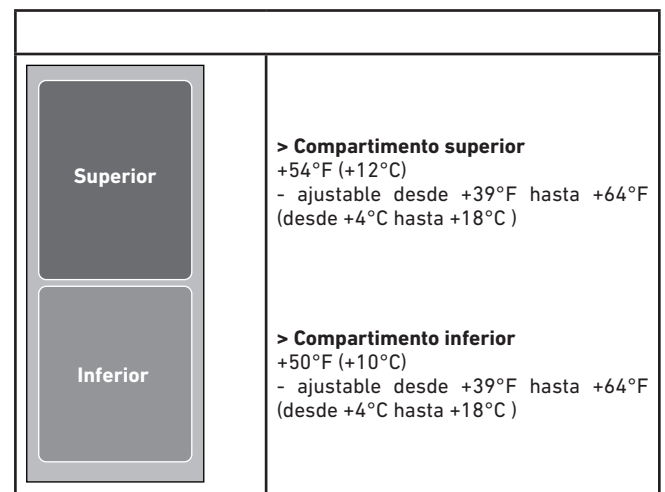 Superior
> Compartimento superior
+54°F (+12°C)
- ajustable desde +39°F hasta +64°F
(desde +4°C hasta +18°C )
Inferior
> Compartimento inferior
+50°F (+10°C)
- ajustable desde +39°F hasta +64°F
(desde +4°C hasta +18°C )